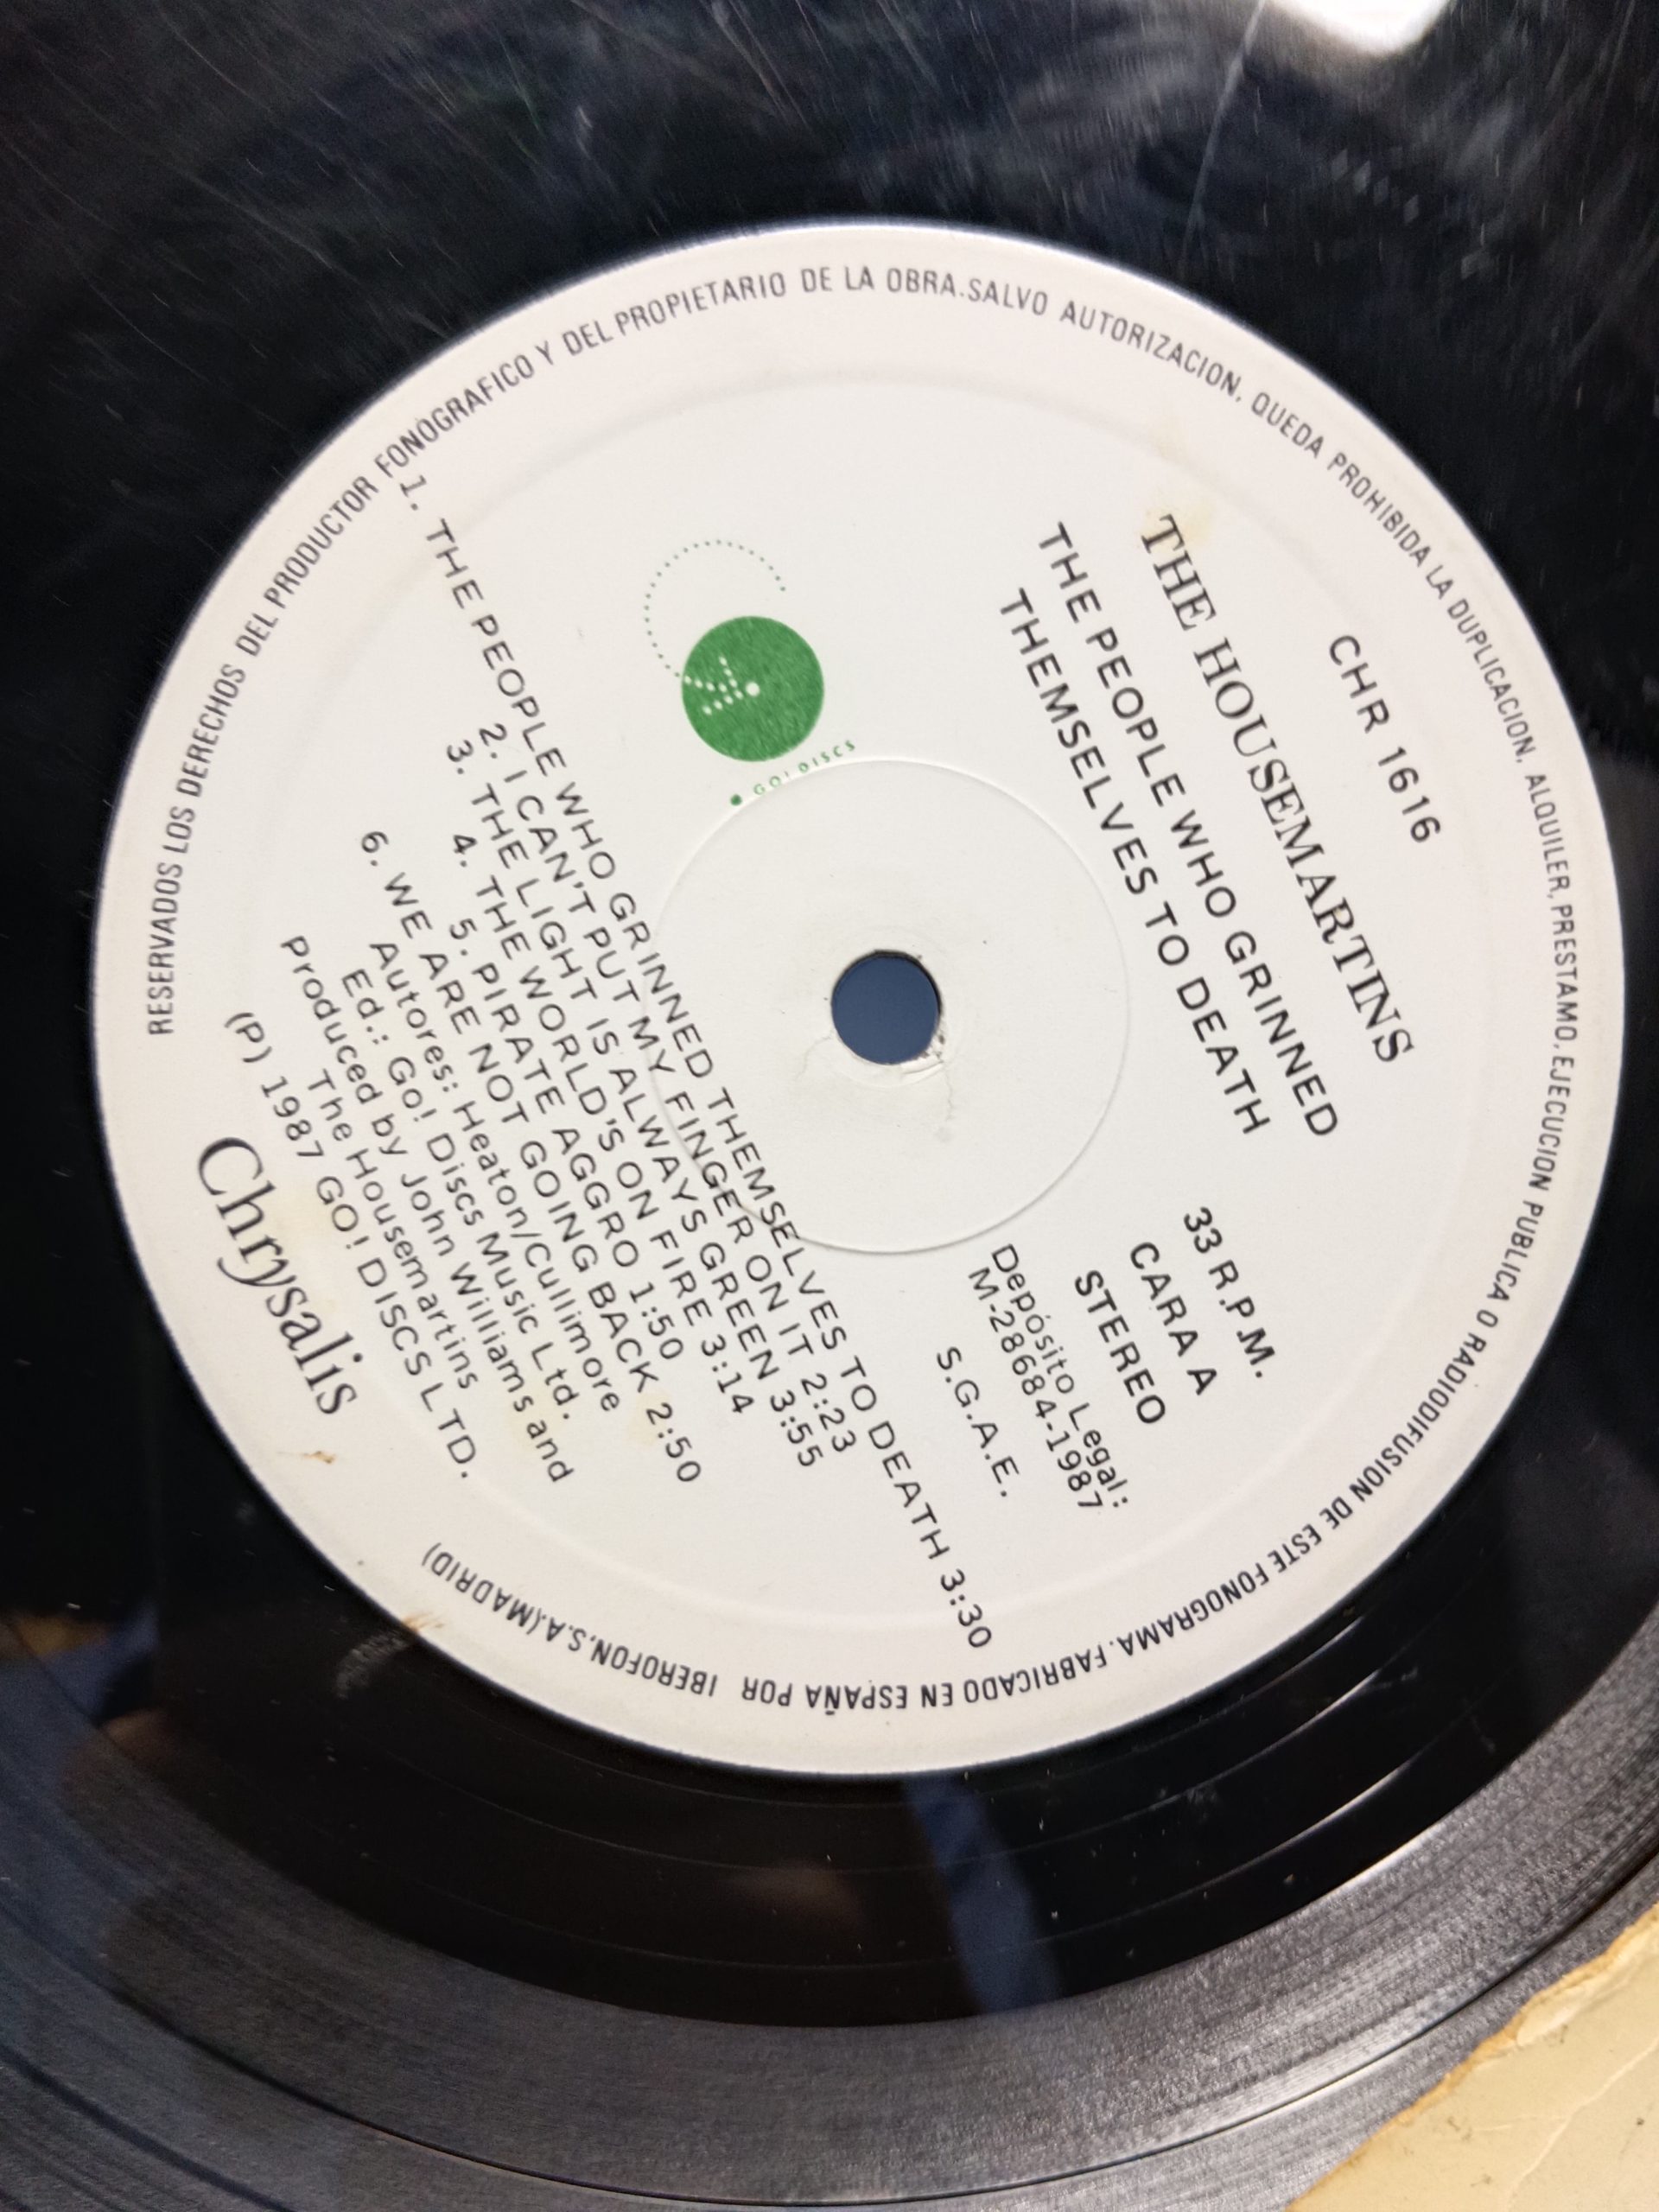 CHR 1616
THE HOUSEMARTINS
THE PEOPLE WHO GRINNED
THEMSELVES TO DEATH
33 R.P.M.
CARA A
STEREO
Depósito Legal:
M-28684-1987
S.G.A.E.
GO! DISCS
1. THE PEOPLE WHO GRINNED THEMSELVES TO DEATH 3:30
2. I CAN'T PUT MY FINGER ON IT 2:23
3. THE LIGHT IS ALWAYS GREEN 3:55
4. THE WORLD'S ON FIRE 3:14
5. PIRATE AGGRO 1:50
6. WE ARE NOT GOING BACK 2:50
Autores: Heaton/Cullimore
Ed.: Go! Discs Music Ltd.
Produced by John Williams and
The Housemartins
(P) 1987 GO! DISCS LTD.
Chrysalis
RESERVADOS LOS DERECHOS DEL PRODUCTOR FONOGRAFICO Y DEL PROPIETARIO DE LA OBRA.SALVO AUTORIZACION, QUEDA PROHIBIDA LA DUPLICACION, ALQUILER, PRESTAMO, EJECUCION PUBLICA O RADIODIFUSION DE ESTE FONOGRAMA. FABRICADO EN ESPAÑA POR IBEROFON,S.A.(MADRID)